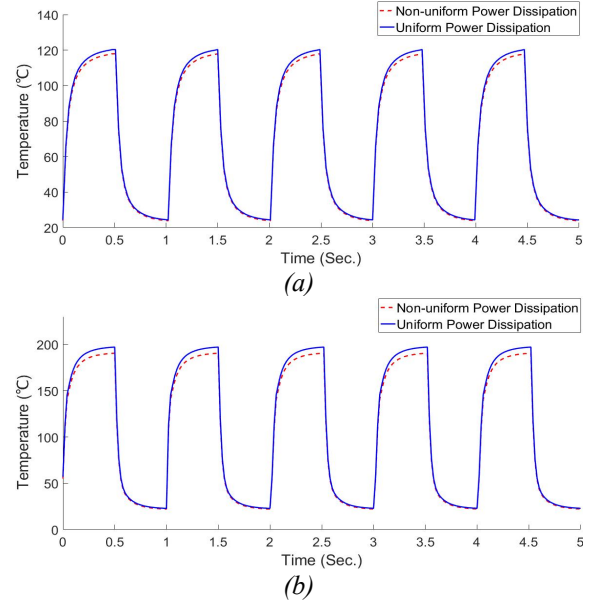 Non-uniform Power Dissipation
Uniform Power Dissipation
140
120
100
80
60
40
20
Temperature (℃)
0 0.5 1 1.5 2 2.5 3 3.5 4 4.5 5
Time (Sec.)
(a)
Non-uniform Power Dissipation
Uniform Power Dissipation
200
150
100
50
0
Temperature (℃)
0 0.5 1 1.5 2 2.5 3 3.5 4 4.5 5
Time (Sec.)
(b)